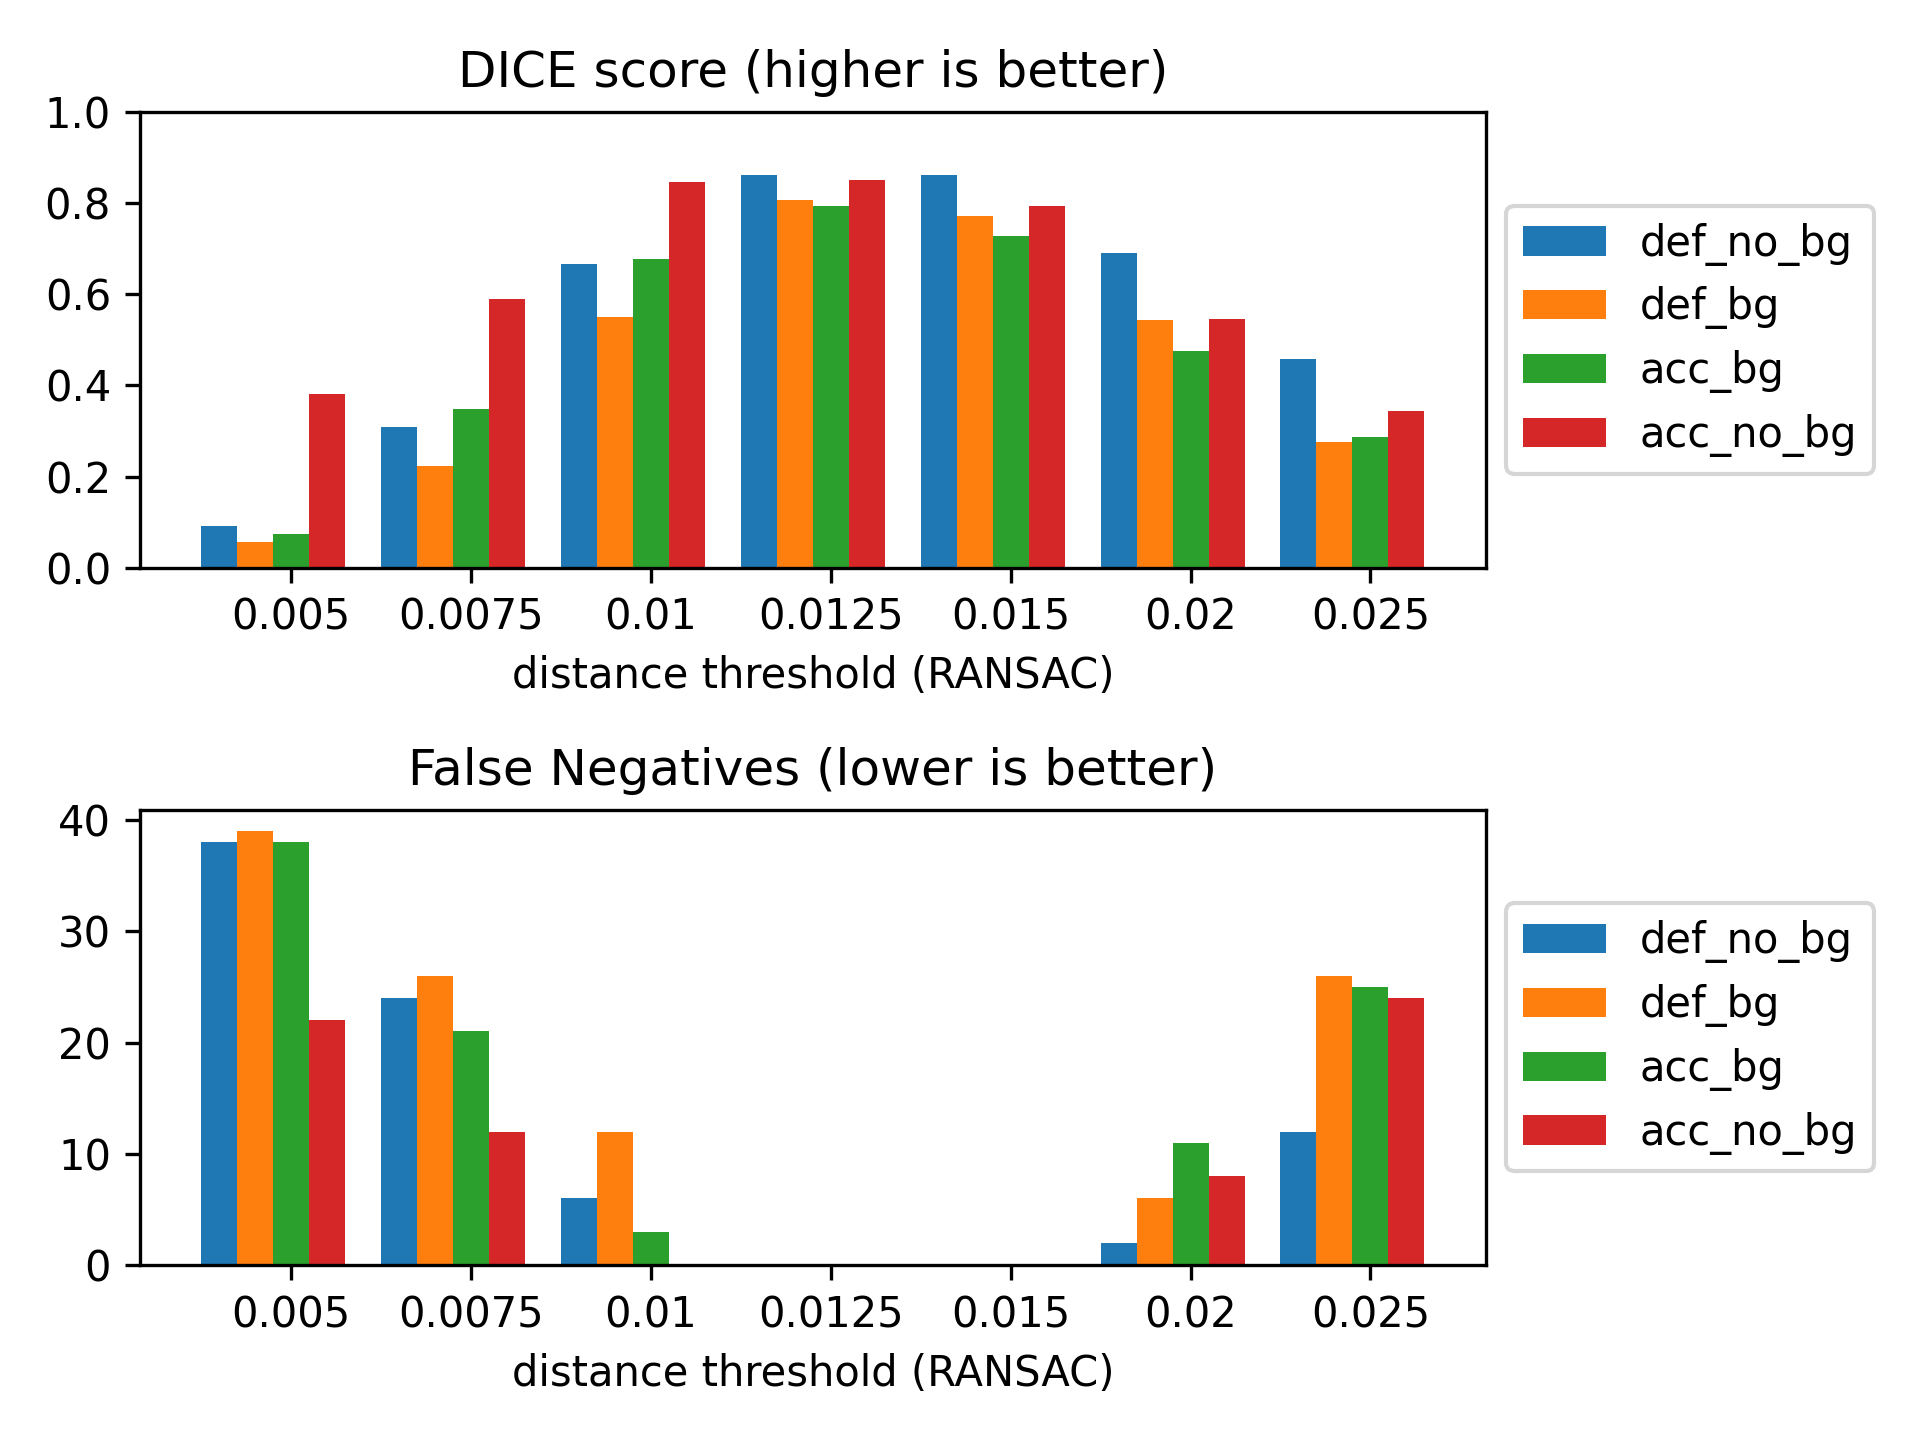 DICE score (higher is better)
1.0
0.8
0.6
0.4
0.2
0.0
0.005 0.0075 0.01 0.0125 0.015 0.02 0.025
distance threshold (RANSAC)
def_no_bg
def_bg
acc_bg
acc_no_bg
False Negatives (lower is better)
40
30
20
10
0
0.005 0.0075 0.01 0.0125 0.015 0.02 0.025
distance threshold (RANSAC)
def_no_bg
def_bg
acc_bg
acc_no_bg